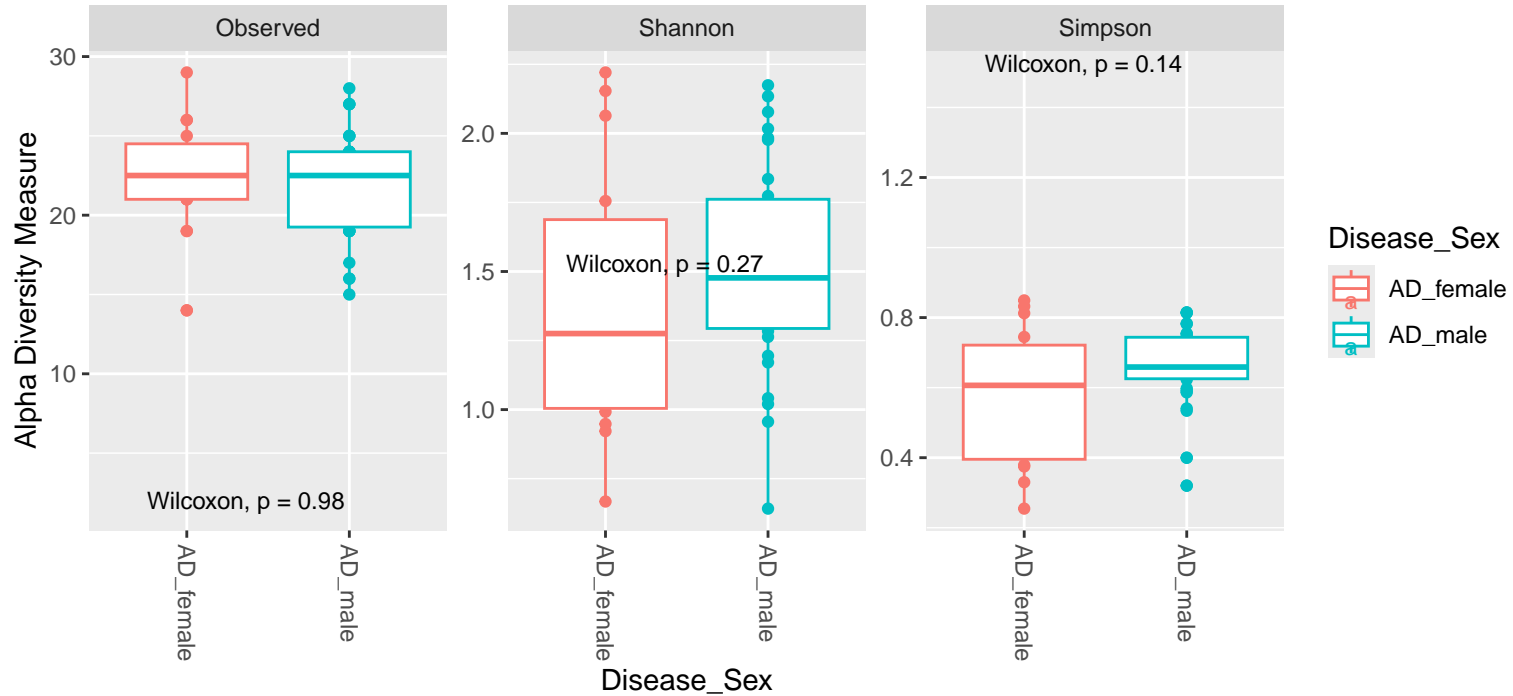 Observed
Shannon
Simpson
Alpha Diversity Measure
30
20
10
Wilcoxon, p = 0.98
AD_female
AD_male
2.0
1.5
1.0
Wilcoxon, p = 0.27
AD_female
AD_male
1.2
0.8
0.4
Wilcoxon, p = 0.14
AD_female
AD_male
Disease_Sex
Disease_Sex
a AD_female
a AD_male